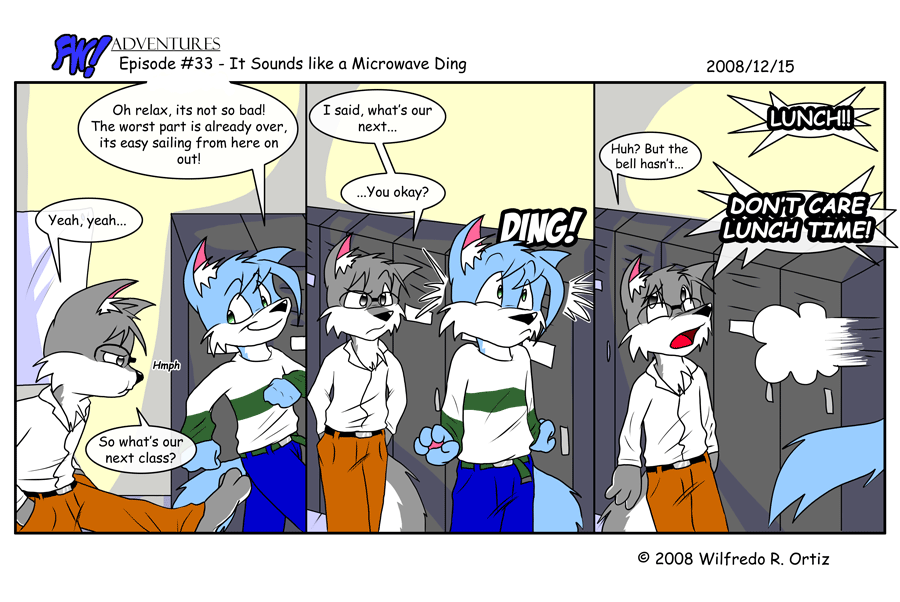 FW! ADVENTURES
Episode #33 - It Sounds like a Microwave Ding
2008/12/15
Oh relax, its not so bad!
The worst part is already over,
its easy sailing from here on
out!
Yeah, yeah...
Hmph
So what's our
next class?
I said, what's our
next...
...You okay?
DING!
Huh? But the
bell hasn't...
LUNCH!!
DON'T CARE
LUNCH TIME!
© 2008 Wilfredo R. Ortiz